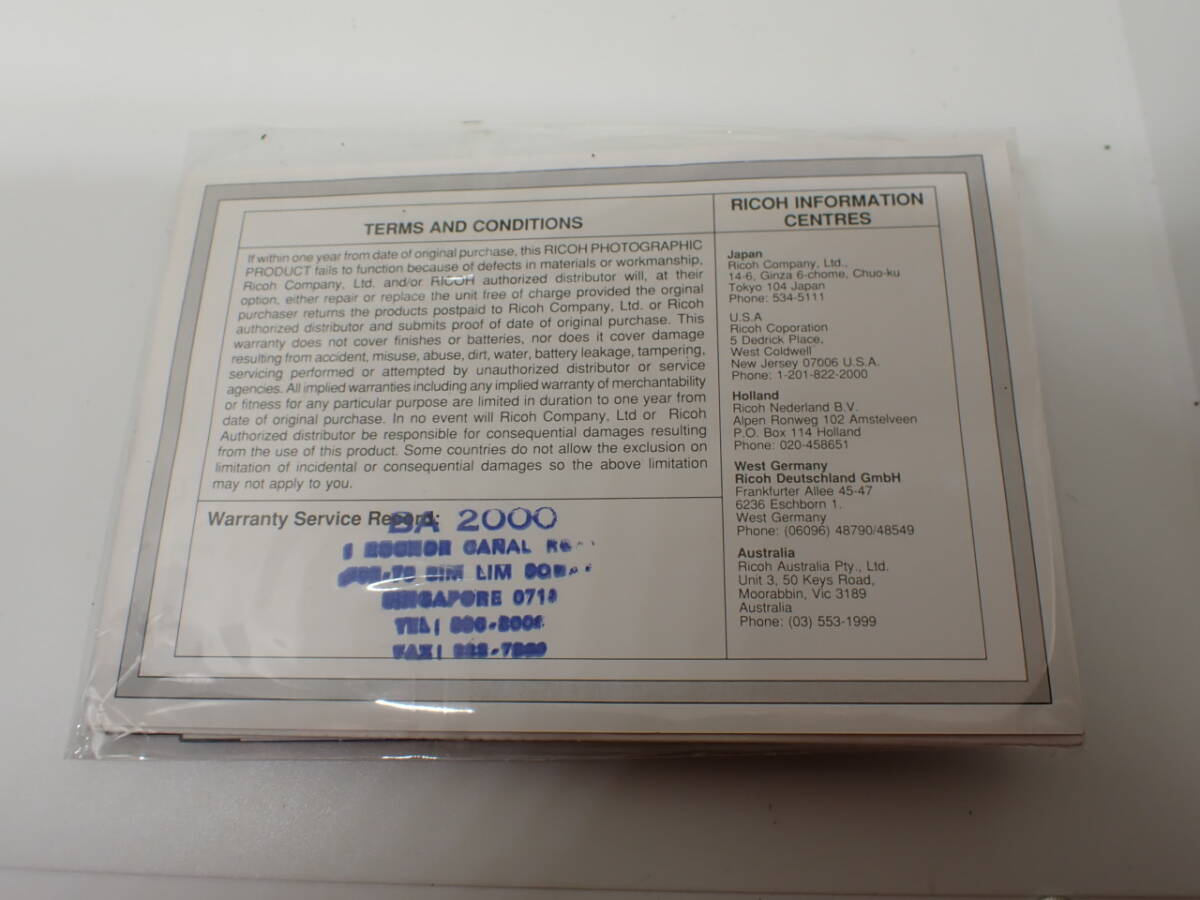 TERMS AND CONDITIONS
If within one year from date of original purchase, this RICOH PHOTOGRAPHIC
PRODUCT fails to function because of defects in materials or workmanship,
Ricoh Company, Ltd. and/or RICOH authorized distributor will, at their
option, either repair or replace the unit free of charge provided the orginal
purchaser returns the products postpaid to Ricoh Company, Ltd. or Ricoh
authorized distributor and submits proof of date of original purchase. This
warranty does not cover finishes or batteries, nor does it cover damage
resulting from accident, misuse, abuse, dirt, water, battery leakage, tampering,
servicing performed or attempted by unauthorized distributor or service
agencies. All implied warranties including any implied warranty of merchantability
or fitness for any particular purpose are limited in duration to one year from
date of original purchase. In no event will Ricoh Company, Ltd or Ricoh
Authorized distributor be responsible for consequential damages resulting
from the use of this product. Some countries do not allow the exclusion on
limitation of incidental or consequential damages so the above limitation
may not apply to you.
Warranty Service Record:
BA 2000
CANAL
LIM
SINGAPORE
TEL:
FAX:
RICOH INFORMATION
CENTRES
Japan
Ricoh Company, Ltd.,
14-6, Ginza 6-chome, Chuo-ku
Tokyo 104 Japan
Phone: 534-5111
U.S.A
Ricoh Coporation
5 Dedrick Place,
West Coldwell
New Jersey 07006 U.S.A.
Phone: 1-201-822-2000
Holland
Ricoh Nederland B.V.
Alpen Ronweg 102 Amstelveen
P.O. Box 114 Holland
Phone: 020-458651
West Germany
Ricoh Deutschland GmbH
Frankfurter Allee 45-47
6236 Eschborn 1.
West Germany
Phone: (06096) 48790/48549
Australia
Ricoh Australia Pty., Ltd.
Unit 3, 50 Keys Road,
Moorabbin, Vic 3189
Australia
Phone: (03) 553-1999